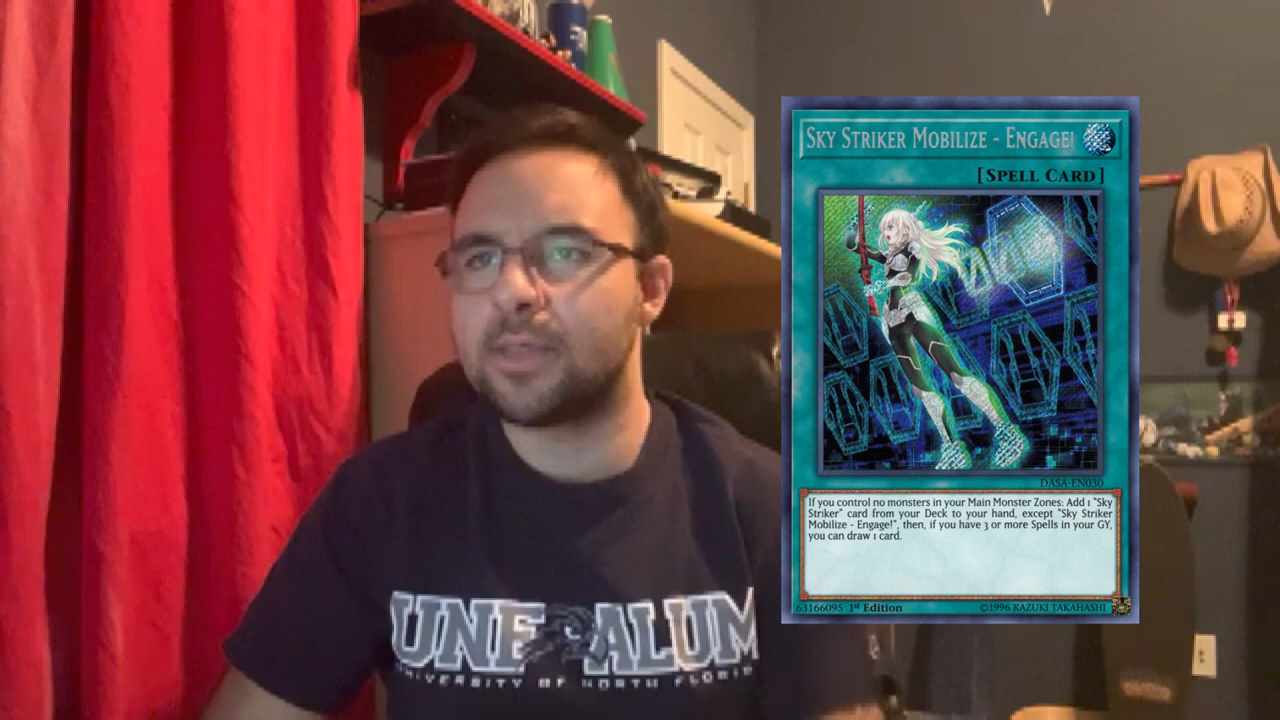 SKY STRIKER MOBILIZE - ENGAGE!
[SPELL CARD]
DASA-EN030
If you control no monsters in your Main Monster Zones: Add 1 "Sky
Striker" card from your Deck to your hand, except "Sky Striker
Mobilize - Engage!", then, if you have 3 or more Spells in your GY,
you can draw 1 card.
63166095 1st Edition ©1996 KAZUKI TAKAHASHI
UNF ALUM
UNIVERSITY OF NORTH FLORID